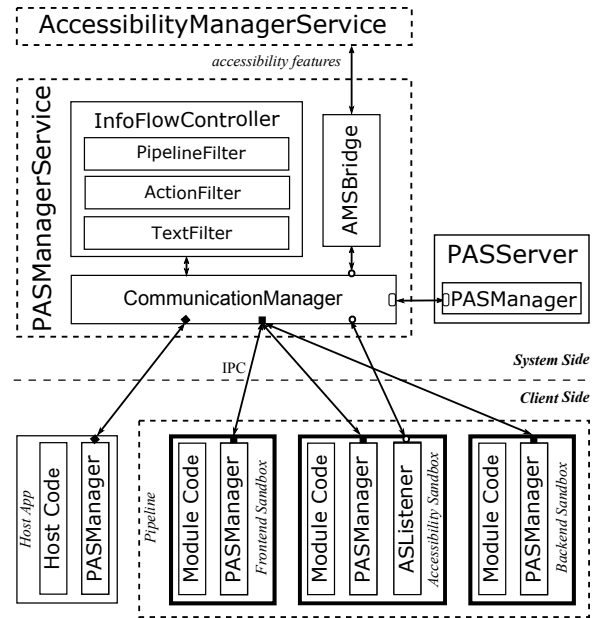 AccessibilityManagerService
accessibility features
PASManagerService
InfoFlowController
PipelineFilter
ActionFilter
TextFilter
AMSBridge
CommunicationManager
PASServer
PASManager
System Side
IPC
Client Side
Host App
Host Code
PASManager
Pipeline
Module Code
PASManager
Frontend Sandbox
Module Code
PASManager
ASListener
Accessibility Sandbox
Module Code
PASManager
Backend Sandbox